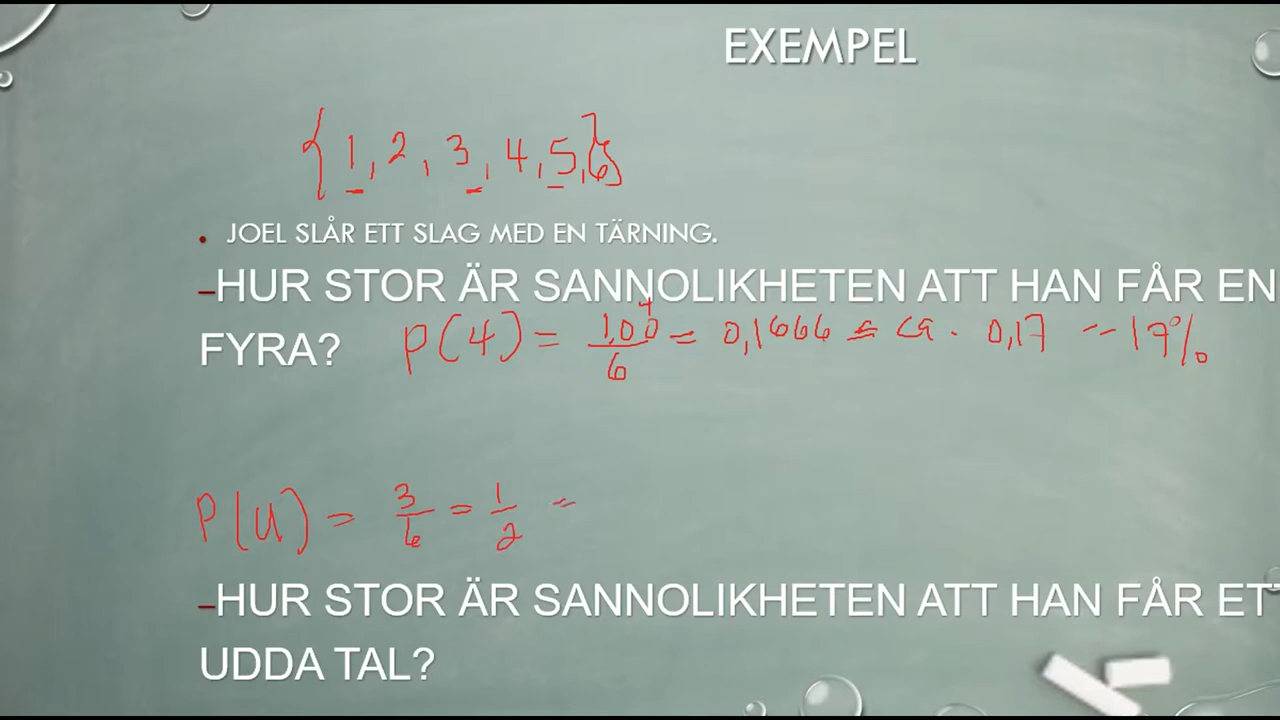 EXEMPEL
{1, 2, 3, 4, 5, 6}
• JOEL SLÅR ETT SLAG MED EN TÄRNING.
–HUR STOR ÄR SANNOLIKHETEN ATT HAN FÅR EN
FYRA? P(4) = 1,00/6 = 0,1666 = ca. 0,17 – 17%
P(U) = 3/6 = 1/2 =
–HUR STOR ÄR SANNOLIKHETEN ATT HAN FÅR ET
UDDA TAL?